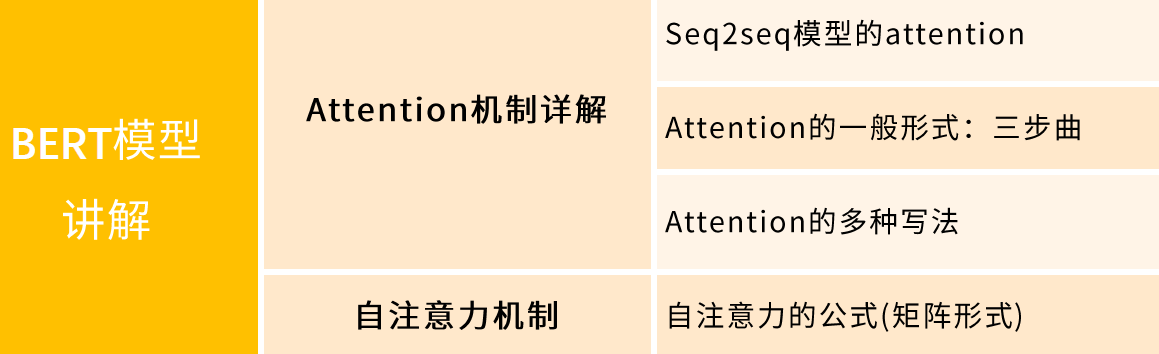 BERT模型
讲解
Attention机制详解
Seq2seq模型的attention
Attention的一般形式：三步曲
Attention的多种写法
自注意力机制
自注意力的公式(矩阵形式)